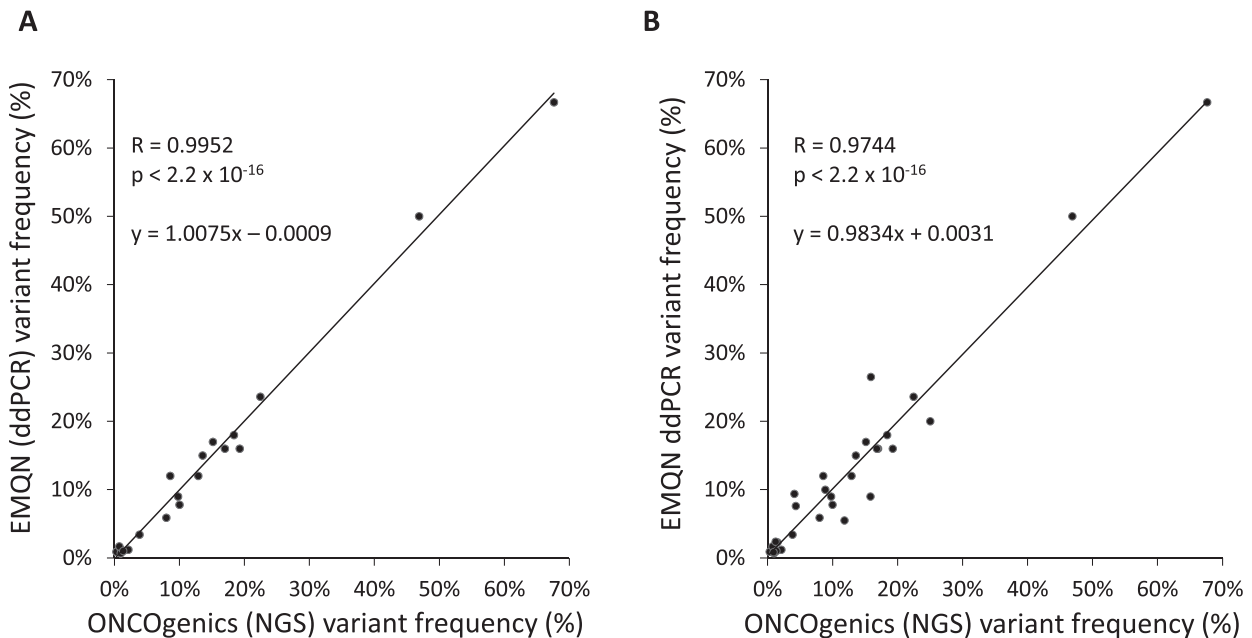 A
EMQN (ddPCR) variant frequency (%)
70%
60%
50%
40%
30%
20%
10%
0%
R = 0.9952
p < 2.2 x 10⁻¹⁶
y = 1.0075x – 0.0009
0% 10% 20% 30% 40% 50% 60% 70%
ONCOgenics (NGS) variant frequency (%)
B
EMQN ddPCR variant frequency (%)
70%
60%
50%
40%
30%
20%
10%
0%
R = 0.9744
p < 2.2 x 10⁻¹⁶
y = 0.9834x + 0.0031
0% 10% 20% 30% 40% 50% 60% 70%
ONCOgenics (NGS) variant frequency (%)